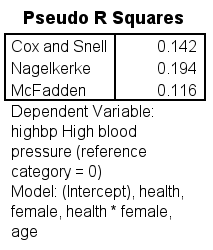 Pseudo R Squares
Cox and Snell 0.142
Nagelkerke 0.194
McFadden 0.116
Dependent Variable:
highbp High blood
pressure (reference
category = 0)
Model: (Intercept), health,
female, health * female,
age